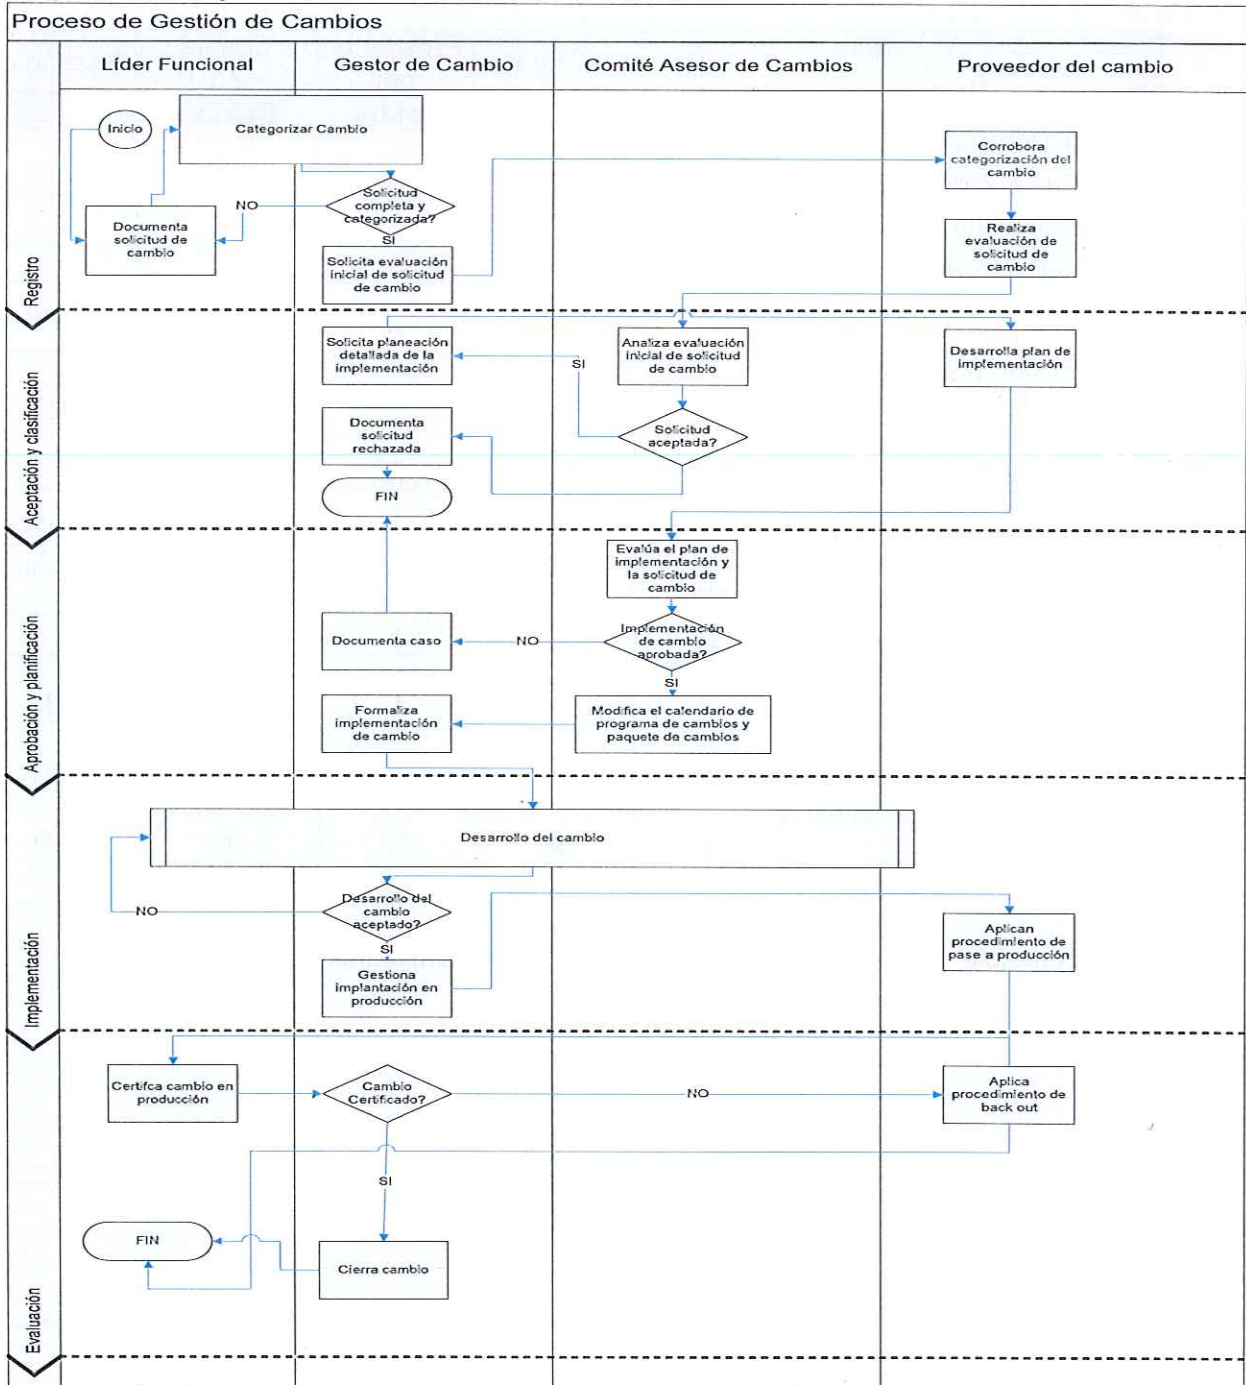 Proceso de Gestión de Cambios
Líder Funcional
Gestor de Cambio
Comité Asesor de Cambios
Proveedor del cambio
Registro
Inicio
Categorizar Cambio
Corrobora
categorización del
cambio
Solicitud
completa y
categorizada?
NO
SI
Documenta
solicitud de
cambio
Solicita evaluación
inicial de solicitud
de cambio
Realiza
evaluación de
solicitud de
cambio
Aceptación y clasificación
Solicita planeación
detallada de la
implementación
SI
Analiza evaluación
inicial de solicitud
de cambio
Desarrolla plan de
implementación
Documenta
solicitud
rechazada
Solicitud
aceptada?
FIN
Aprobación y planificación
Evalúa el plan de
implementación y
la solicitud de
cambio
Documenta caso
NO
Implementación
de cambio
aprobada?
SI
Formaliza
implementación
de cambio
Modifica el calendario de
programa de cambios y
paquete de cambios
Implementación
Desarrollo del cambio
NO
Desarrollo del
cambio
aceptado?
SI
Aplican
procedimiento de
pase a producción
Gestiona
implantación en
producción
Evaluación
Certifca cambio en
producción
Cambio
Certificado?
NO
Aplica
procedimiento de
back out
SI
FIN
Cierra cambio